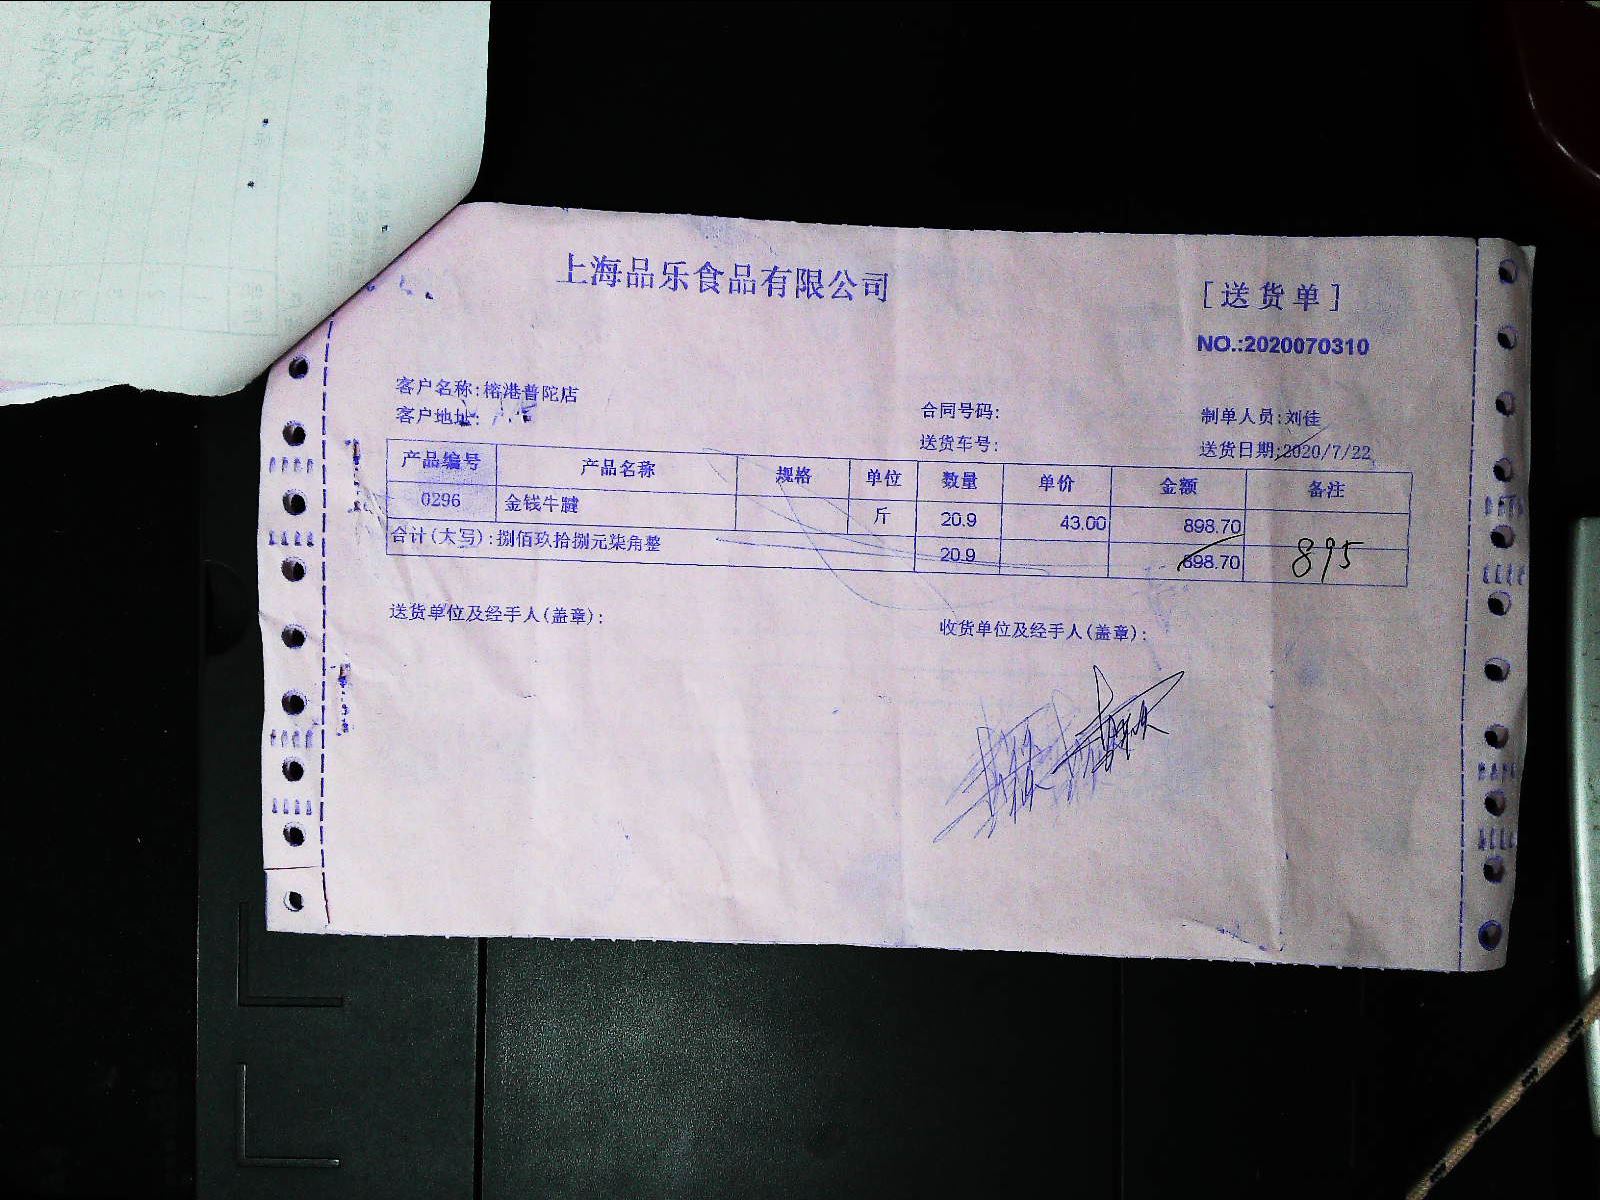 上海品乐食品有限公司
[送货单]
NO.:2020070310
客户名称:榕港普陀店
客户地址:
合同号码:
制单人员:刘佳
送货车号:
送货日期:2020/7/22
产品编号 产品名称 规格 单位 数量 单价 金额 备注
0296 金钱牛腱 斤 20.9 43.00 898.70
合计(大写):捌佰玖拾捌元柒角整 20.9 898.70 895
送货单位及经手人(盖章):
收货单位及经手人(盖章):